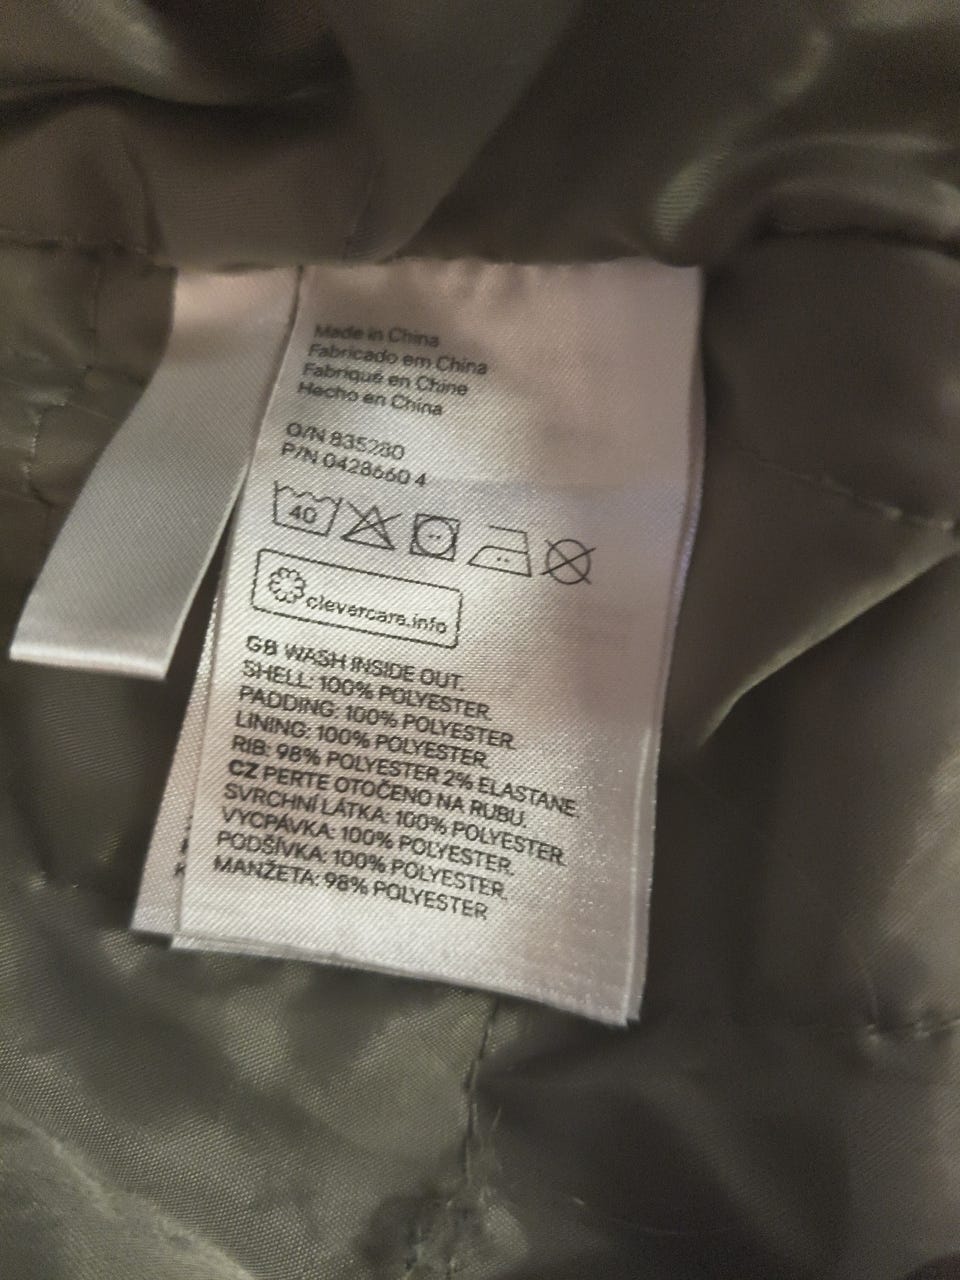 Made in China
Fabricado em China
Fabriqué en Chine
Hecho en China
O/N 835280
P/N 0428660 4
40
clevercare.info
GB WASH INSIDE OUT.
SHELL: 100% POLYESTER.
PADDING: 100% POLYESTER.
LINING: 100% POLYESTER.
RIB: 98% POLYESTER 2% ELASTANE.
CZ PERTE OTOČENO NA RUBU.
SVRCHNÍ LÁTKA: 100% POLYESTER.
VYCPÁVKA: 100% POLYESTER.
PODŠÍVKA: 100% POLYESTER.
MANŽETA: 98% POLYESTER